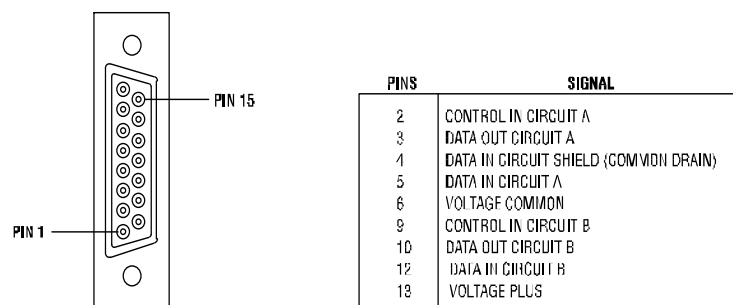 PIN 15
PIN 1
PINS SIGNAL
2 CONTROL IN CIRCUIT A
3 DATA OUT CIRCUIT A
4 DATA IN CIRCUIT SHIELD (COMMON DRAIN)
5 DATA IN CIRCUIT A
6 VOLTAGE COMMON
9 CONTROL IN CIRCUIT B
10 DATA OUT CIRCUIT B
12 DATA IN CIRCUIT B
13 VOLTAGE PLUS